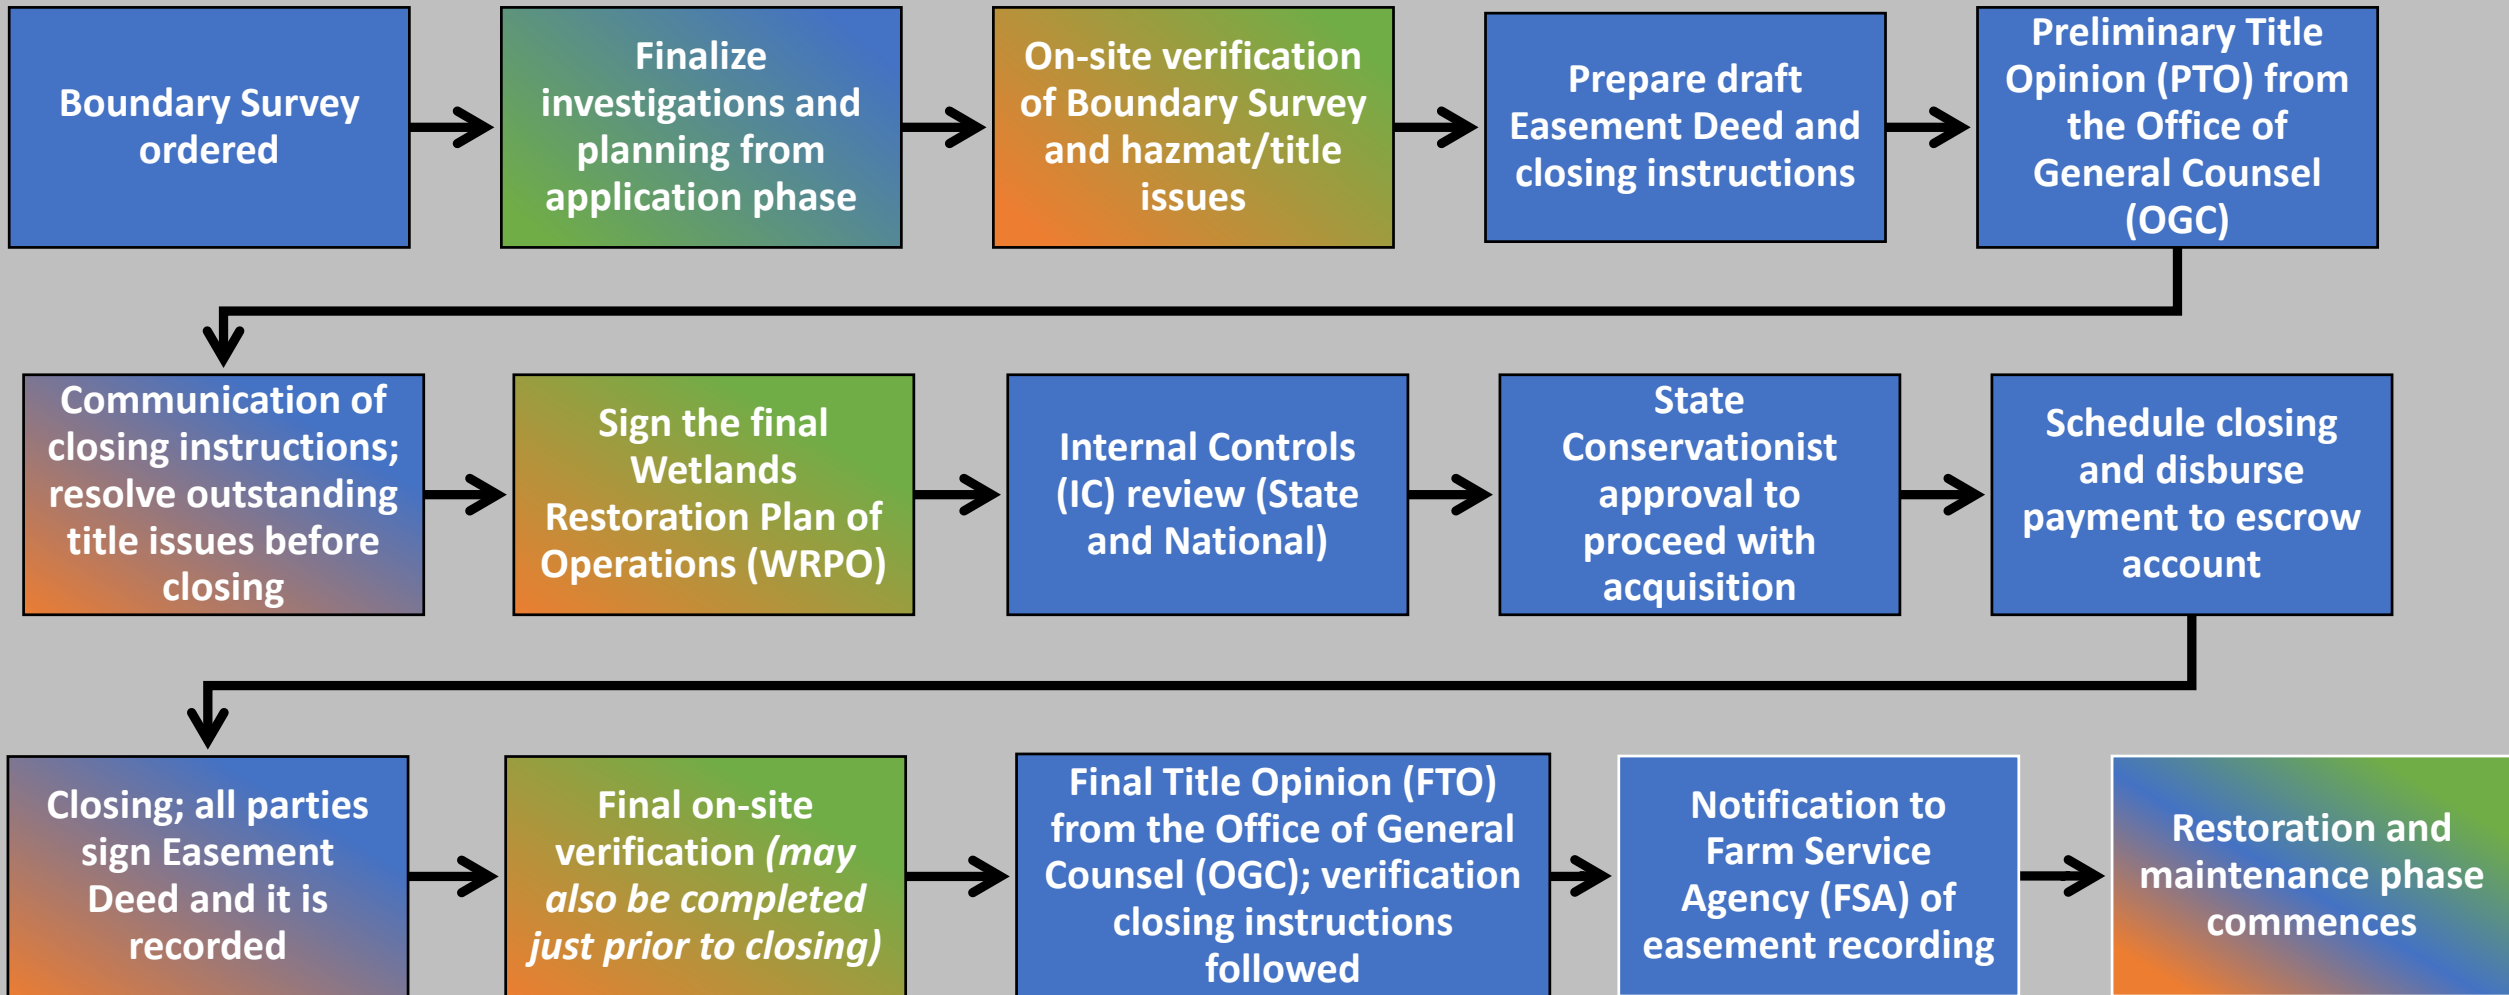 Boundary Survey
ordered
Finalize
investigations and
planning from
application phase
On-site verification
of Boundary Survey
and hazmat/title
issues
Prepare draft
Easement Deed and
closing instructions
Preliminary Title
Opinion (PTO) from
the Office of
General Counsel
(OGC)
Communication of
closing instructions;
resolve outstanding
title issues before
closing
Sign the final
Wetlands
Restoration Plan of
Operations (WRPO)
Internal Controls
(IC) review (State
and National)
State
Conservationist
approval to
proceed with
acquisition
Schedule closing
and disburse
payment to escrow
account
Closing; all parties
sign Easement
Deed and it is
recorded
Final on-site
verification (may
also be completed
just prior to closing)
Final Title Opinion (FTO)
from the Office of General
Counsel (OGC); verification
closing instructions
followed
Notification to
Farm Service
Agency (FSA) of
easement recording
Restoration and
maintenance phase
commences